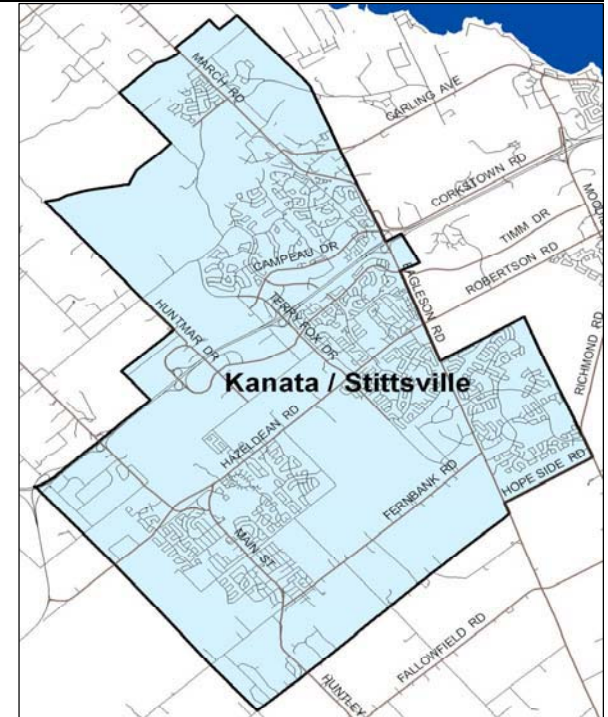 MARCH RD
CARLING AVE
CORKSTOWN RD
TIMM DR
ROBERTSON RD
CAMPEAU DR
EAGLESON RD
TERRY FOX DR
HUNTMAR DR
RICHMOND RD
Kanata / Stittsville
HAZELDEAN RD
FERNBANK RD
HOPE SIDE RD
MAIN ST
FALLOWFIELD RD
HUNTLEY